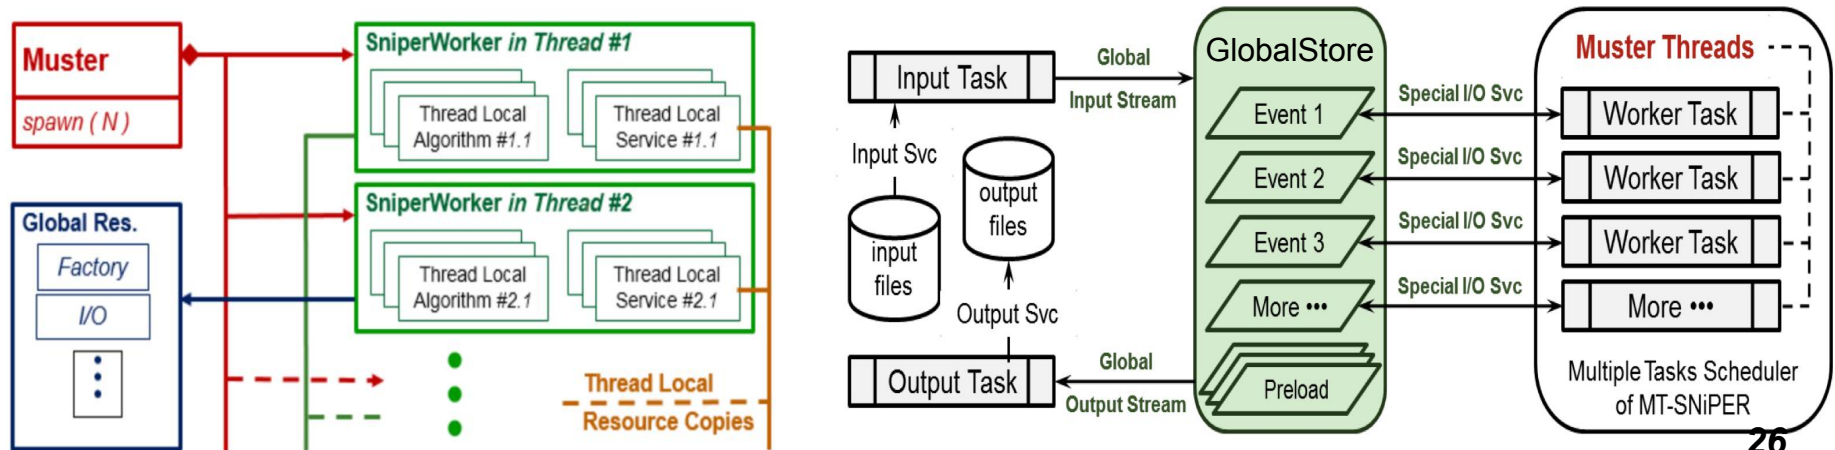 Muster
spawn ( N )
Global Res.
Factory
I/O
SniperWorker in Thread #1
Thread Local
Algorithm #1.1
Thread Local
Service #1.1
SniperWorker in Thread #2
Thread Local
Algorithm #2.1
Thread Local
Service #2.1
Thread Local
Resource Copies
Input Task
Input Svc
input
files
output
files
Output Svc
Output Task
Global
Input Stream
Global
Output Stream
GlobalStore
Event 1
Event 2
Event 3
More •••
Preload
Special I/O Svc
Special I/O Svc
Special I/O Svc
Special I/O Svc
Muster Threads
Worker Task
Worker Task
Worker Task
More •••
Multiple Tasks Scheduler
of MT-SNiPER
26